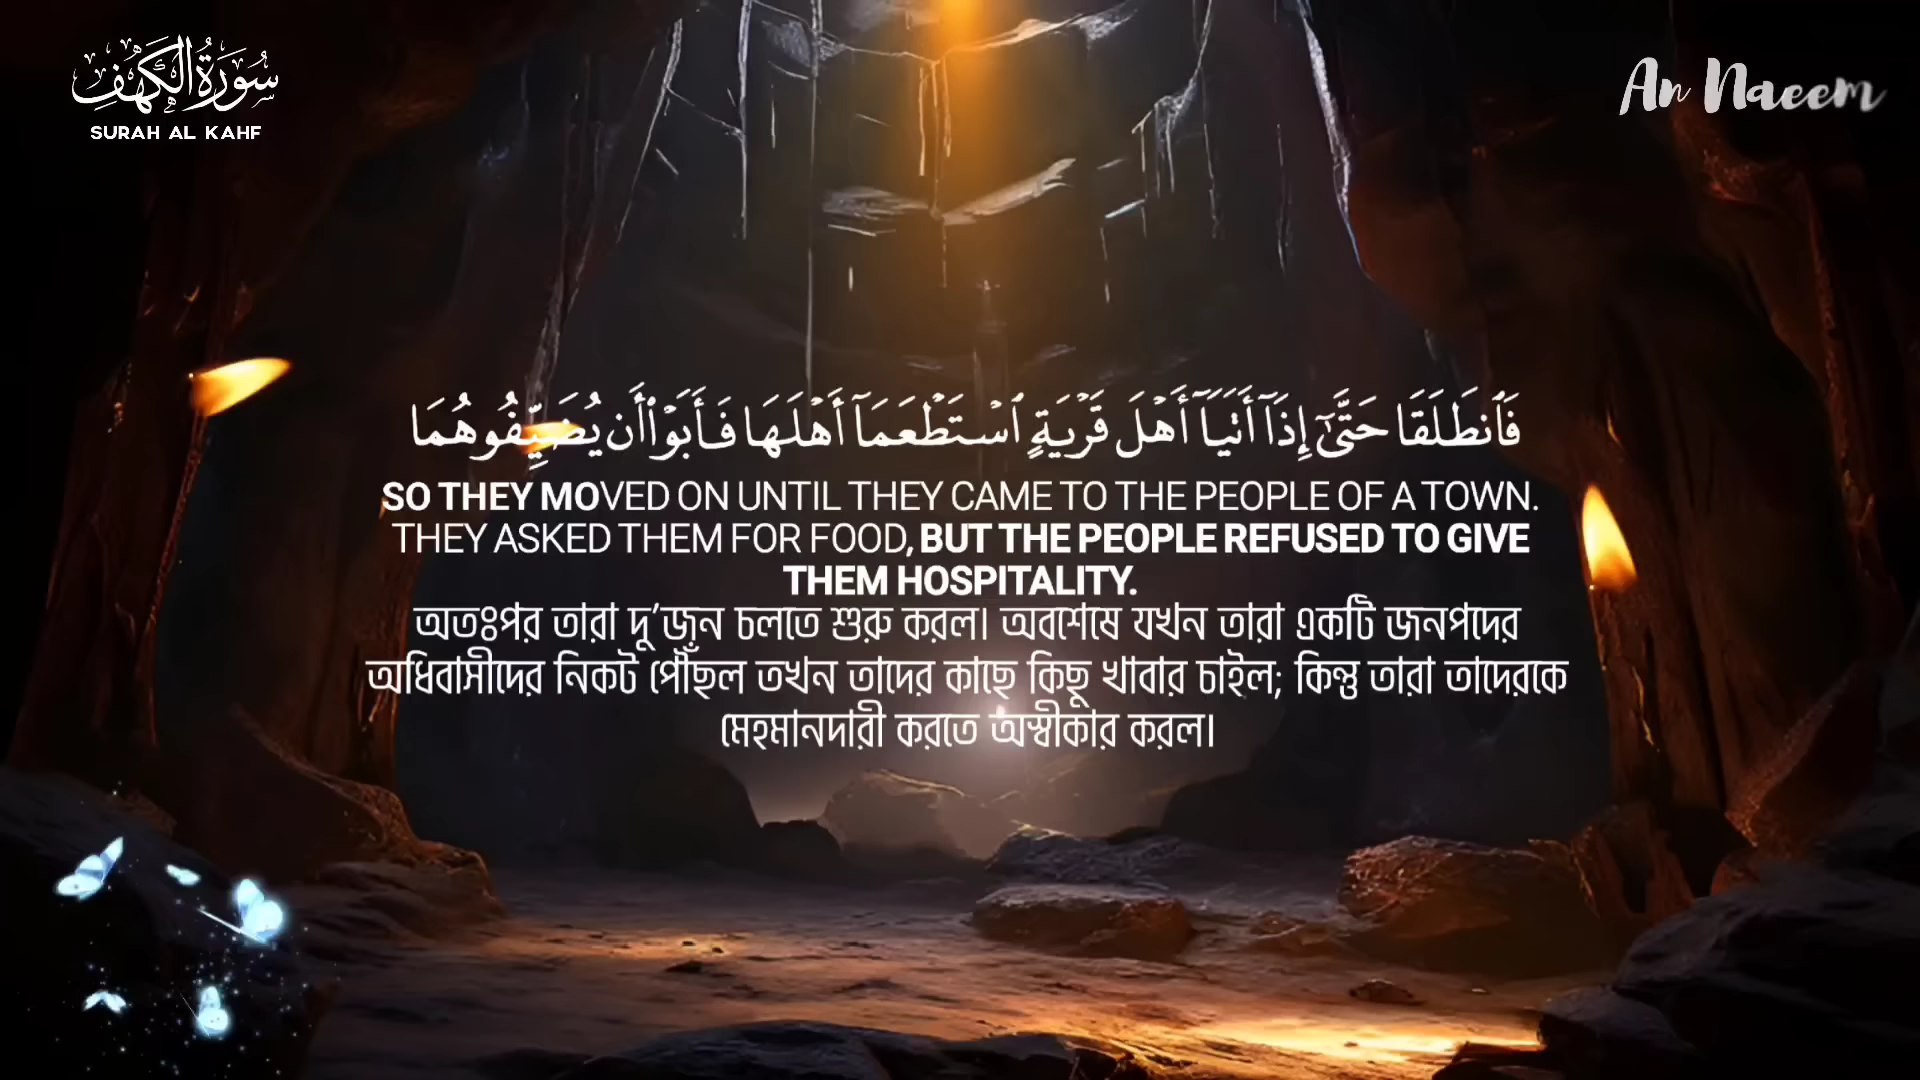 سُورَةُ الْكَهْفِ
SURAH AL KAHF
An Naeem
فَٱنطَلَقَا حَتَّىٰٓ إِذَآ أَتَيَآ أَهْلَ قَرْيَةٍ ٱسْتَطْعَمَآ أَهْلَهَا فَأَبَوْا۟ أَن يُضَيِّفُوهُمَا
SO THEY MOVED ON UNTIL THEY CAME TO THE PEOPLE OF A TOWN.
THEY ASKED THEM FOR FOOD, BUT THE PEOPLE REFUSED TO GIVE
THEM HOSPITALITY.
অতঃপর তারা দু’জন চলতে শুরু করল। অবশেষে যখন তারা একটি জনপদের
অধিবাসীদের নিকট পৌঁছল তখন তাদের কাছে কিছু খাবার চাইল; কিন্তু তারা তাদেরকে
মেহমানদারী করতে অস্বীকার করল।